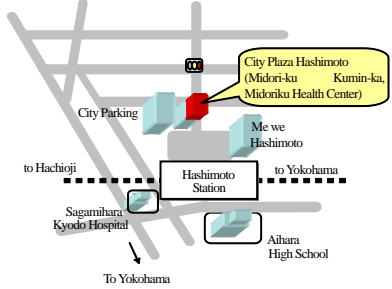 City Plaza Hashimoto
(Midori-ku Kumin-ka,
Midoriku Health Center)
City Parking
Me we
Hashimoto
to Hachioji
Hashimoto
Station
to Yokohama
Sagamihara
Kyodo Hospital
Aihara
High School
To Yokohama